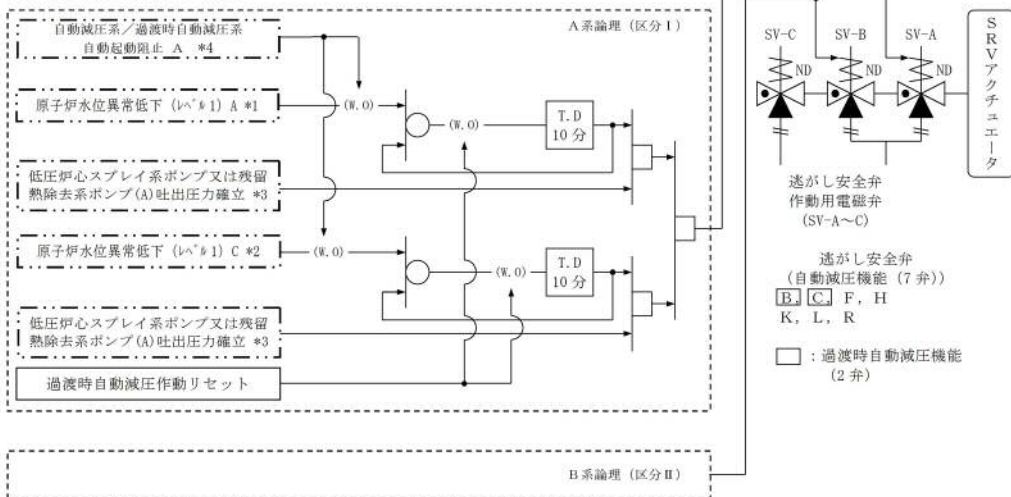 自動減圧系／過渡時自動減圧系
自動起動阻止 A *4
原子炉水位異常低下（ﾚﾍﾞﾙ1）A *1
低圧炉心スプレイ系ポンプ又は残留
熱除去系ポンプ(A)吐出圧力確立 *3
原子炉水位異常低下（ﾚﾍﾞﾙ1）C *2
低圧炉心スプレイ系ポンプ又は残留
熱除去系ポンプ(A)吐出圧力確立 *3
過渡時自動減圧作動リセット
A系論理（区分Ⅰ）
(W.O)
(W.O)
T.D
10分
(W.O)
(W.O)
T.D
10分
B系論理（区分Ⅱ）
SV-C
SV-B
SV-A
ND
ND
ND
SRVアクチュエータ
逃がし安全弁
作動用電磁弁
(SV-A～C)
逃がし安全弁
（自動減圧機能（7弁））
B, C, F, H
K, L, R
：過渡時自動減圧機能
（2弁）